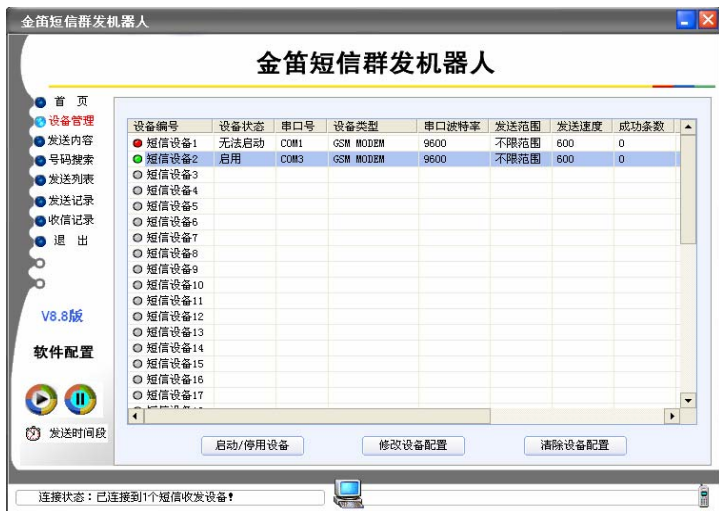 金笛短信群发机器人
金笛短信群发机器人
首 页
设备管理
发送内容
号码搜索
发送列表
发送记录
收信记录
退 出
V8.8版
软件配置
发送时间段
设备编号 设备状态 串口号 设备类型 串口波特率 发送范围 发送速度 成功条数
短信设备1 无法启动 COM1 GSM MODEM 9600 不限范围 600 0
短信设备2 启用 COM3 GSM MODEM 9600 不限范围 600 0
短信设备3
短信设备4
短信设备5
短信设备6
短信设备7
短信设备8
短信设备9
短信设备10
短信设备11
短信设备12
短信设备13
短信设备14
短信设备15
短信设备16
短信设备17
启动/停用设备 修改设备配置 清除设备配置
连接状态：已连接到1个短信收发设备！